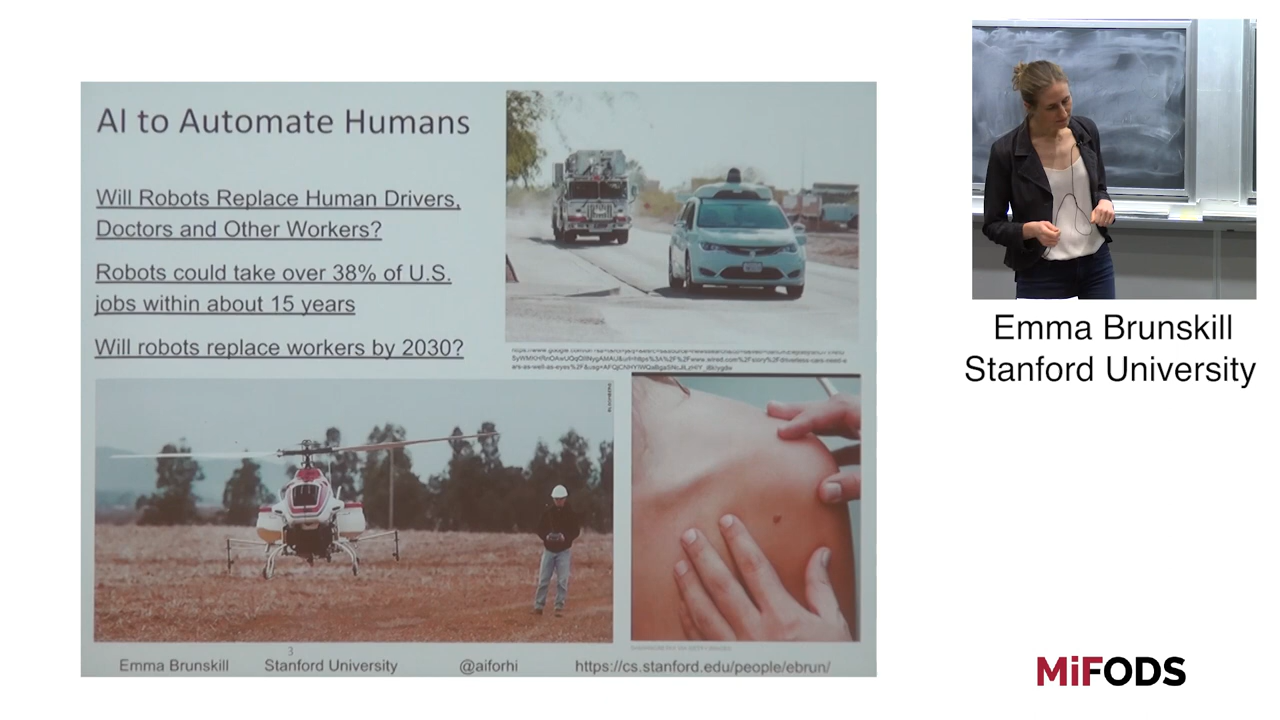 AI to Automate Humans
Will Robots Replace Human Drivers,
Doctors and Other Workers?
Robots could take over 38% of U.S.
jobs within about 15 years
Will robots replace workers by 2030?
3
Emma Brunskill Stanford University @aiforhi https://cs.stanford.edu/people/ebrun/
Emma Brunskill
Stanford University
MiFODS